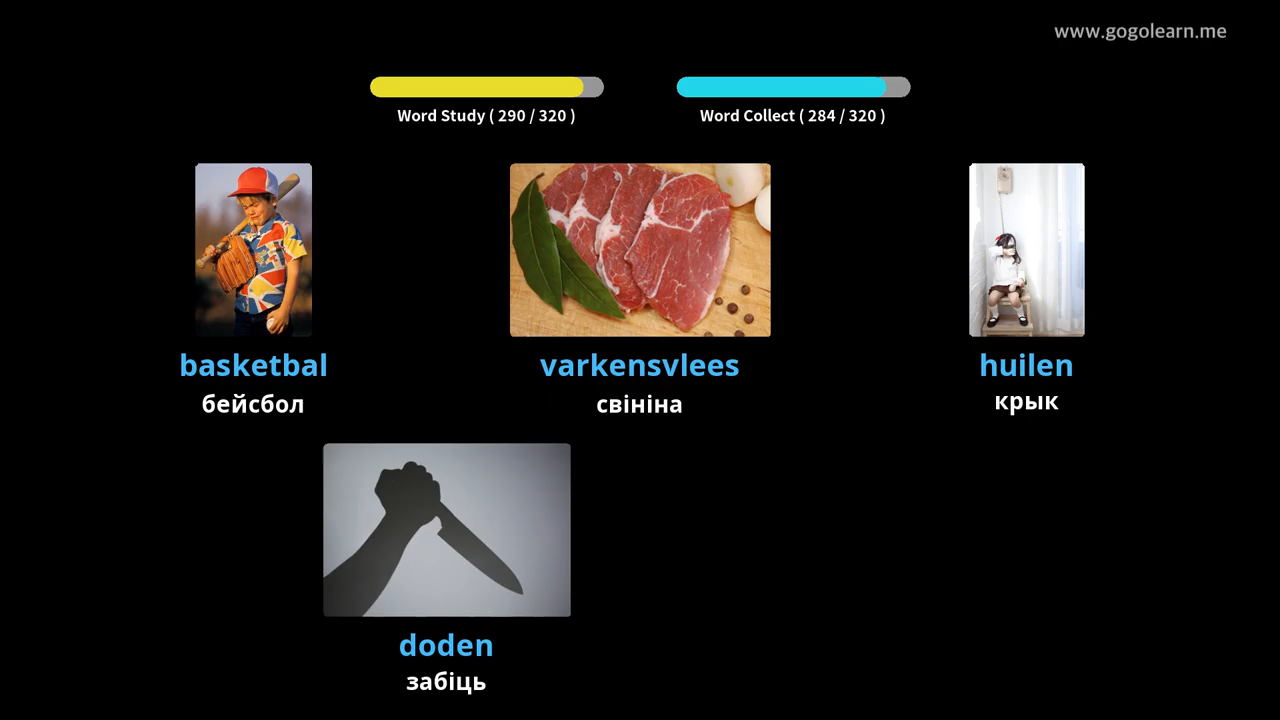 www.gogolearn.me
Word Study ( 290 / 320 )
Word Collect ( 284 / 320 )
basketbal
бейсбол
varkensvlees
свініна
huilen
крык
doden
забіць